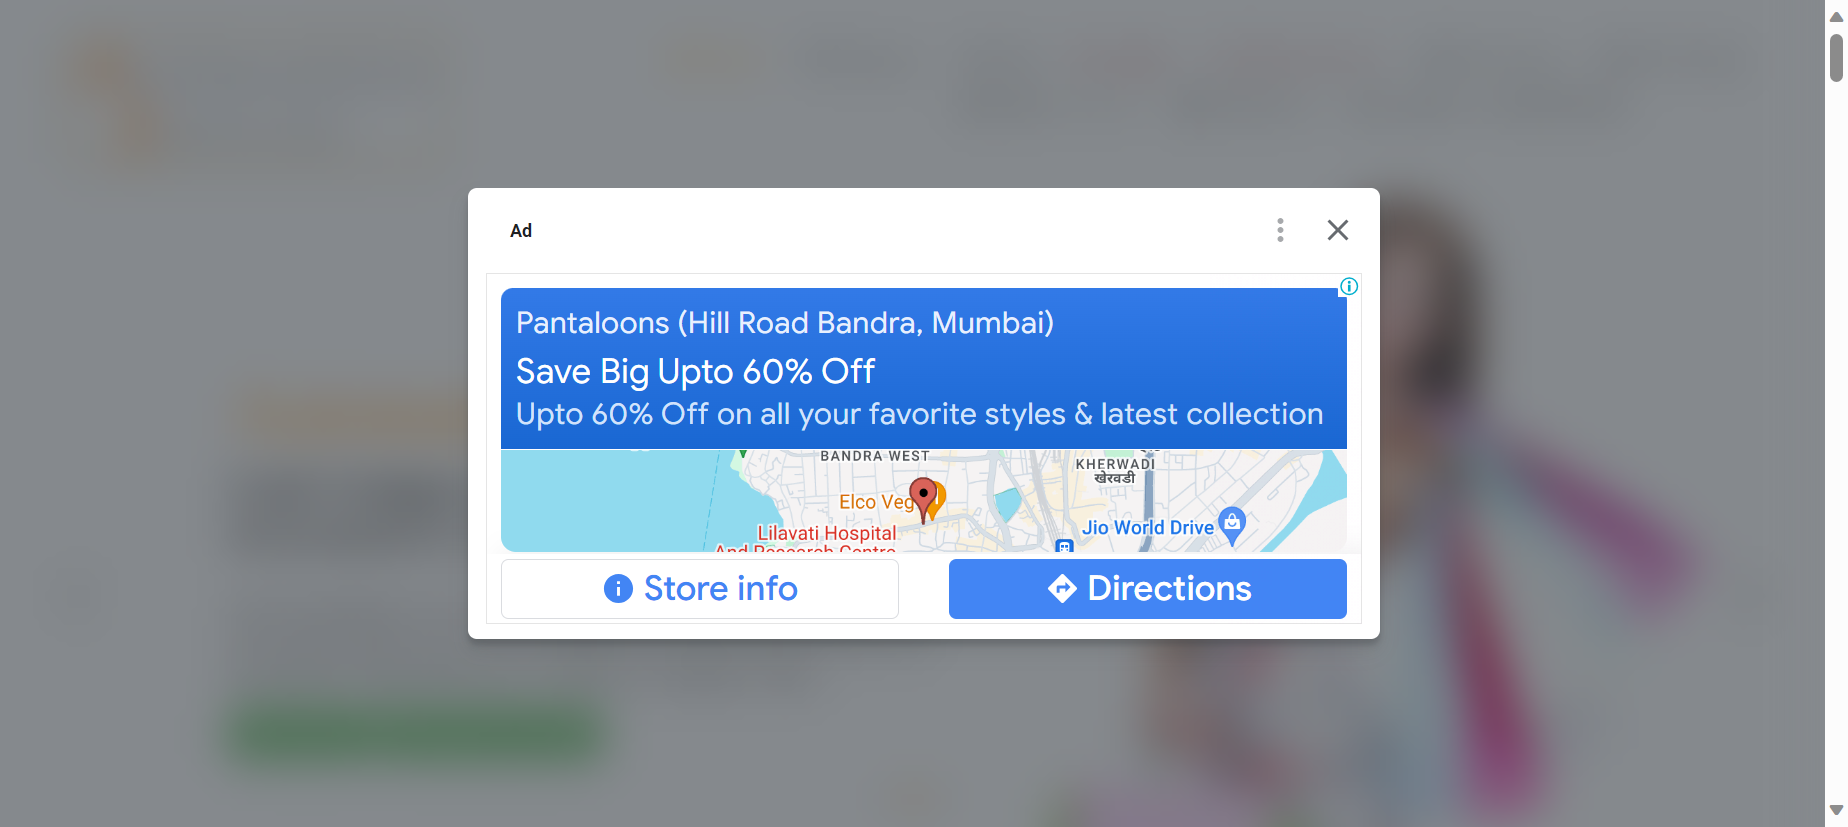 Ad
Pantaloons (Hill Road Bandra, Mumbai)
Save Big Upto 60% Off
Upto 60% Off on all your favorite styles & latest collection
BANDRA WEST
KHERWADI
खेरवडी
Elco Veg
Jio World Drive
Lilavati Hospital
And Research Centre
Store info
Directions